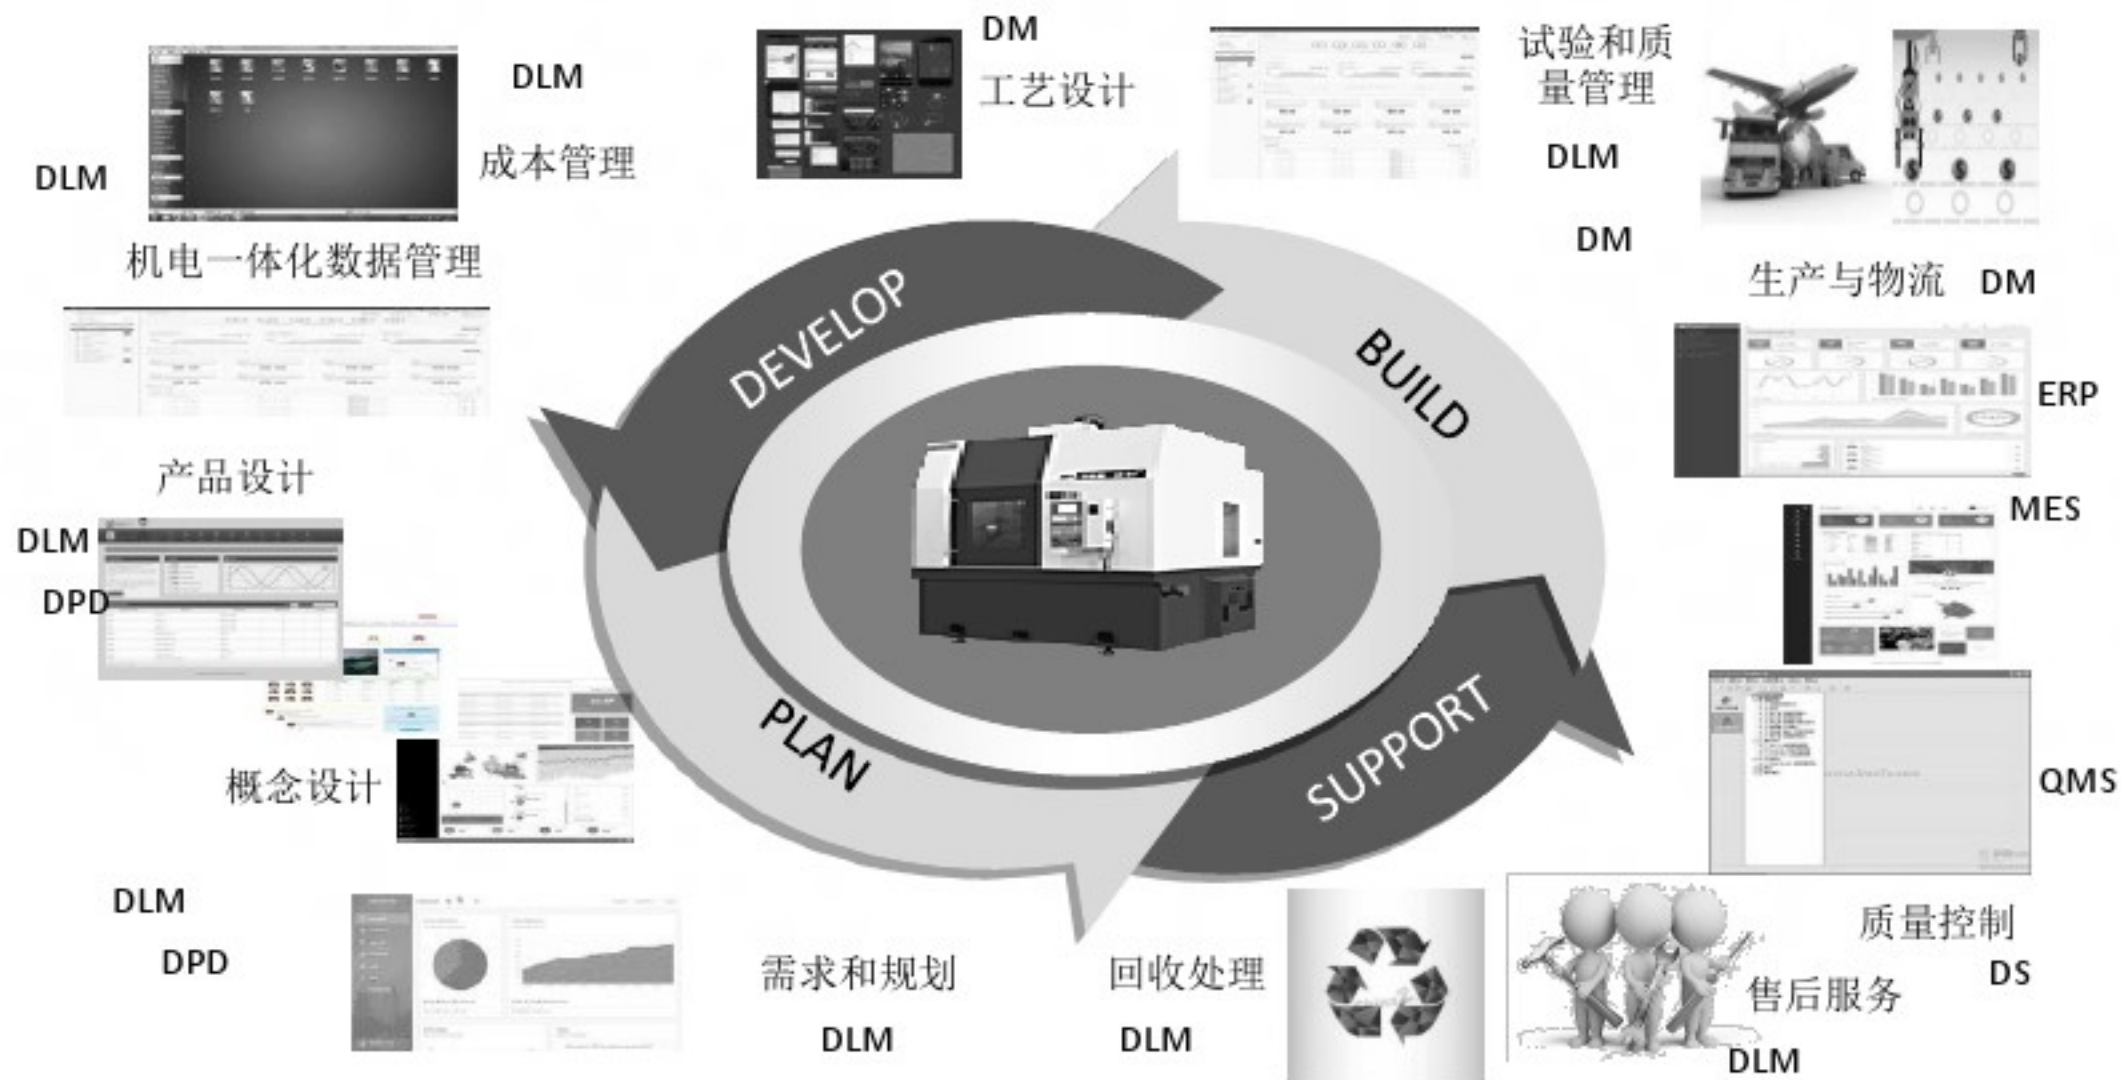 DLM
成本管理
DLM
机电一体化数据管理
DM
工艺设计
试验和质
量管理
DLM
DM
生产与物流 DM
ERP
MES
QMS
产品设计
DLM
DPD
概念设计
DLM
DPD
DEVELOP
BUILD
PLAN
SUPPORT
需求和规划
DLM
回收处理
DLM
质量控制
DS
售后服务
DLM